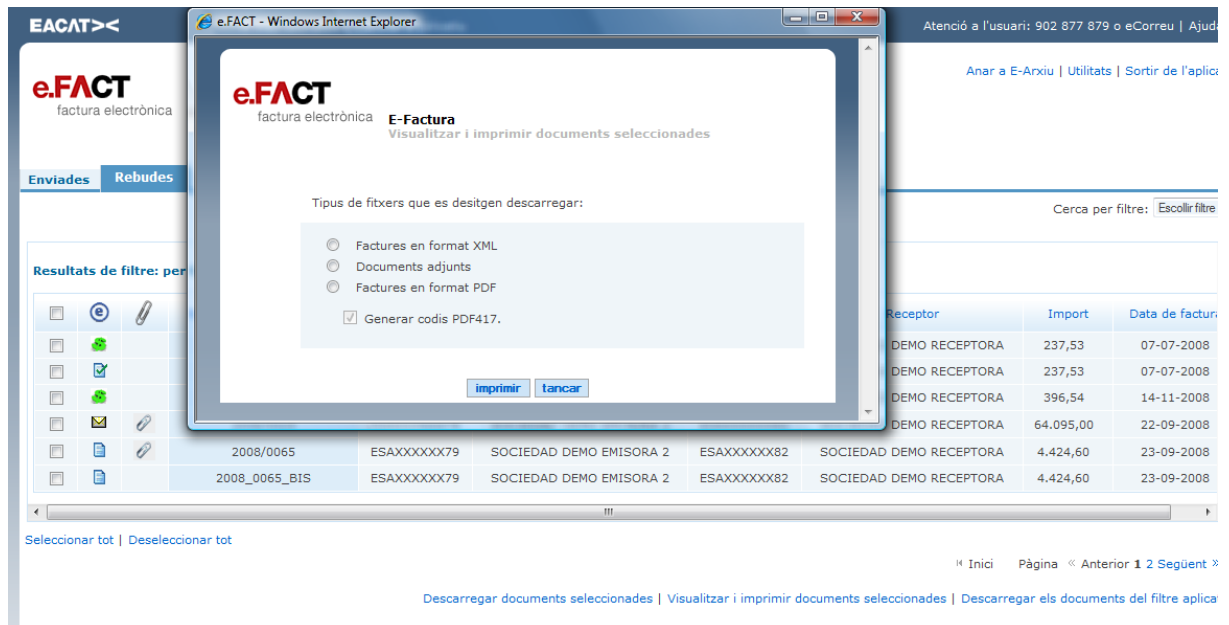 EACAT><
Atenció a l'usuari: 902 877 879 o eCorreu | Ajuda
e.FACT - Windows Internet Explorer
Anar a E-Arxiu | Utilitats | Sortir de l'aplica
e.FACT
factura electrònica
e.FACT
factura electrònica
E-Factura
Visualitzar i imprimir documents seleccionades
Enviades Rebudes
Tipus de fitxers que es desitgen descarregar:
Cerca per filtre: Escollir filtre
Factures en format XML
Documents adjunts
Factures en format PDF
Generar codis PDF417.
imprimir tancar
Resultats de filtre: per
Receptor Import Data de factura
DEMO RECEPTORA 237,53 07-07-2008
DEMO RECEPTORA 237,53 07-07-2008
DEMO RECEPTORA 396,54 14-11-2008
DEMO RECEPTORA 64.095,00 22-09-2008
2008/0065 ESAXXXXXX79 SOCIEDAD DEMO EMISORA 2 ESAXXXXXX82 SOCIEDAD DEMO RECEPTORA 4.424,60 23-09-2008
2008_0065_BIS ESAXXXXXX79 SOCIEDAD DEMO EMISORA 2 ESAXXXXXX82 SOCIEDAD DEMO RECEPTORA 4.424,60 23-09-2008
Seleccionar tot | Deseleccionar tot
Inici Pàgina « Anterior 1 2 Següent »
Descarregar documents seleccionades | Visualitzar i imprimir documents seleccionades | Descarregar els documents del filtre aplicat